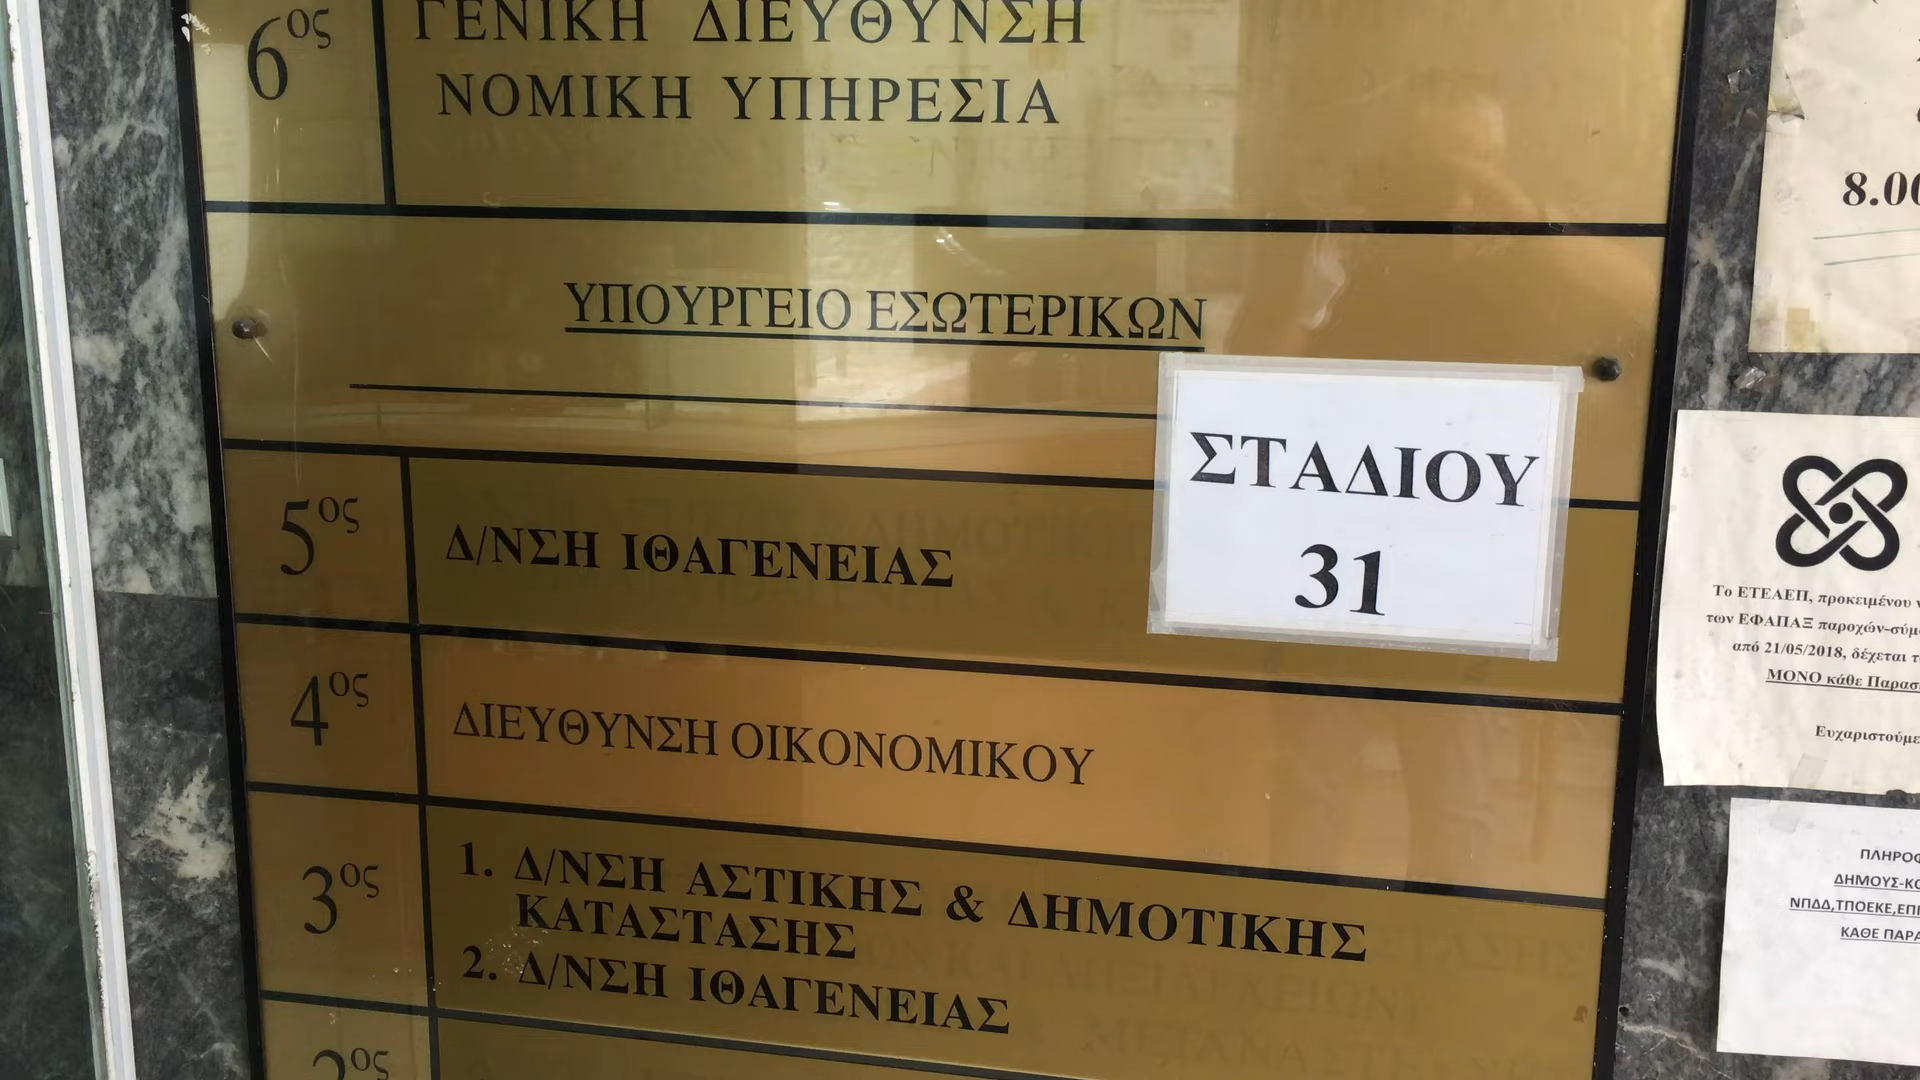 6ος
ΓΕΝΙΚΗ ΔΙΕΥΘΥΝΣΗ
ΝΟΜΙΚΗ ΥΠΗΡΕΣΙΑ
ΥΠΟΥΡΓΕΙΟ ΕΣΩΤΕΡΙΚΩΝ
ΣΤΑΔΙΟΥ
31
5ος
Δ/ΝΣΗ ΙΘΑΓΕΝΕΙΑΣ
4ος
ΔΙΕΥΘΥΝΣΗ ΟΙΚΟΝΟΜΙΚΟΥ
3ος
1. Δ/ΝΣΗ ΑΣΤΙΚΗΣ & ΔΗΜΟΤΙΚΗΣ
ΚΑΤΑΣΤΑΣΗΣ
2. Δ/ΝΣΗ ΙΘΑΓΕΝΕΙΑΣ
2ος
8.00
Το ΕΤΕΑΕΠ, προκειμένου
των ΕΦΑΠΑΞ παροχών-σύμ
από 21/05/2018, δέχεται
ΜΟΝΟ κάθε Παρασ
Ευχαριστούμε
ΠΛΗΡΟΦ
ΔΗΜΟΥΣ-ΚΟ
ΝΠΔΔ,ΤΠΟΕΚΕ,ΕΠΙ
ΚΑΘΕ ΠΑΡΑ